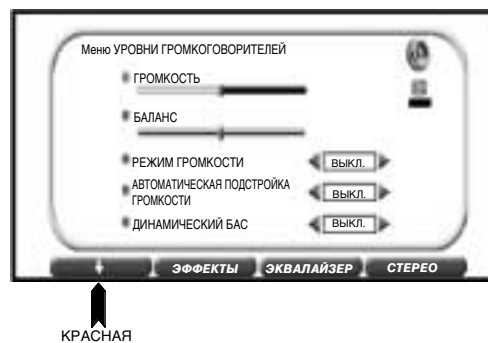 Меню УРОВНИ ГРОМКОГОВОРИТЕЛЕЙ
ГРОМКОСТЬ
БАЛАНС
РЕЖИМ ГРОМКОСТИ ВЫКЛ.
АВТОМАТИЧЕСКАЯ ПОДСТРОЙКА
ГРОМКОСТИ ВЫКЛ.
ДИНАМИЧЕСКИЙ БАС ВЫКЛ.
ЭФФЕКТЫ ЭКВАЛАЙЗЕР СТЕРЕО
КРАСНАЯ